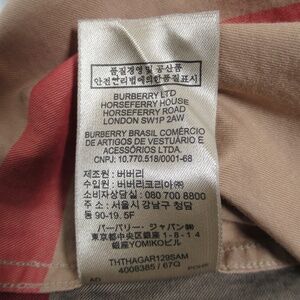 품질경영 및 공산품
안전관리법에의한품질표시
BURBERRY LTD
HORSEFERRY HOUSE
HORSEFERRY ROAD
LONDON SW1P 2AW
BURBERRY BRASIL COMÉRCIO
DE ARTIGOS DE VESTUÁRIO E
ACESSÓRIOS LTDA.
CNPJ: 10.770.518/0001-68
제조원 : 버버리
수입원 : 버버리코리아㈜
소비자 상담실 : 080 700 8800
주소 : 서울시 강남구 청담
동 90-19. 5F
バーバリー・ジャパン㈱
東京都中央区銀座 1-8-14
銀座YOMIKOビル
THTHAGAR129SAM
4008385 / 67Q
AD